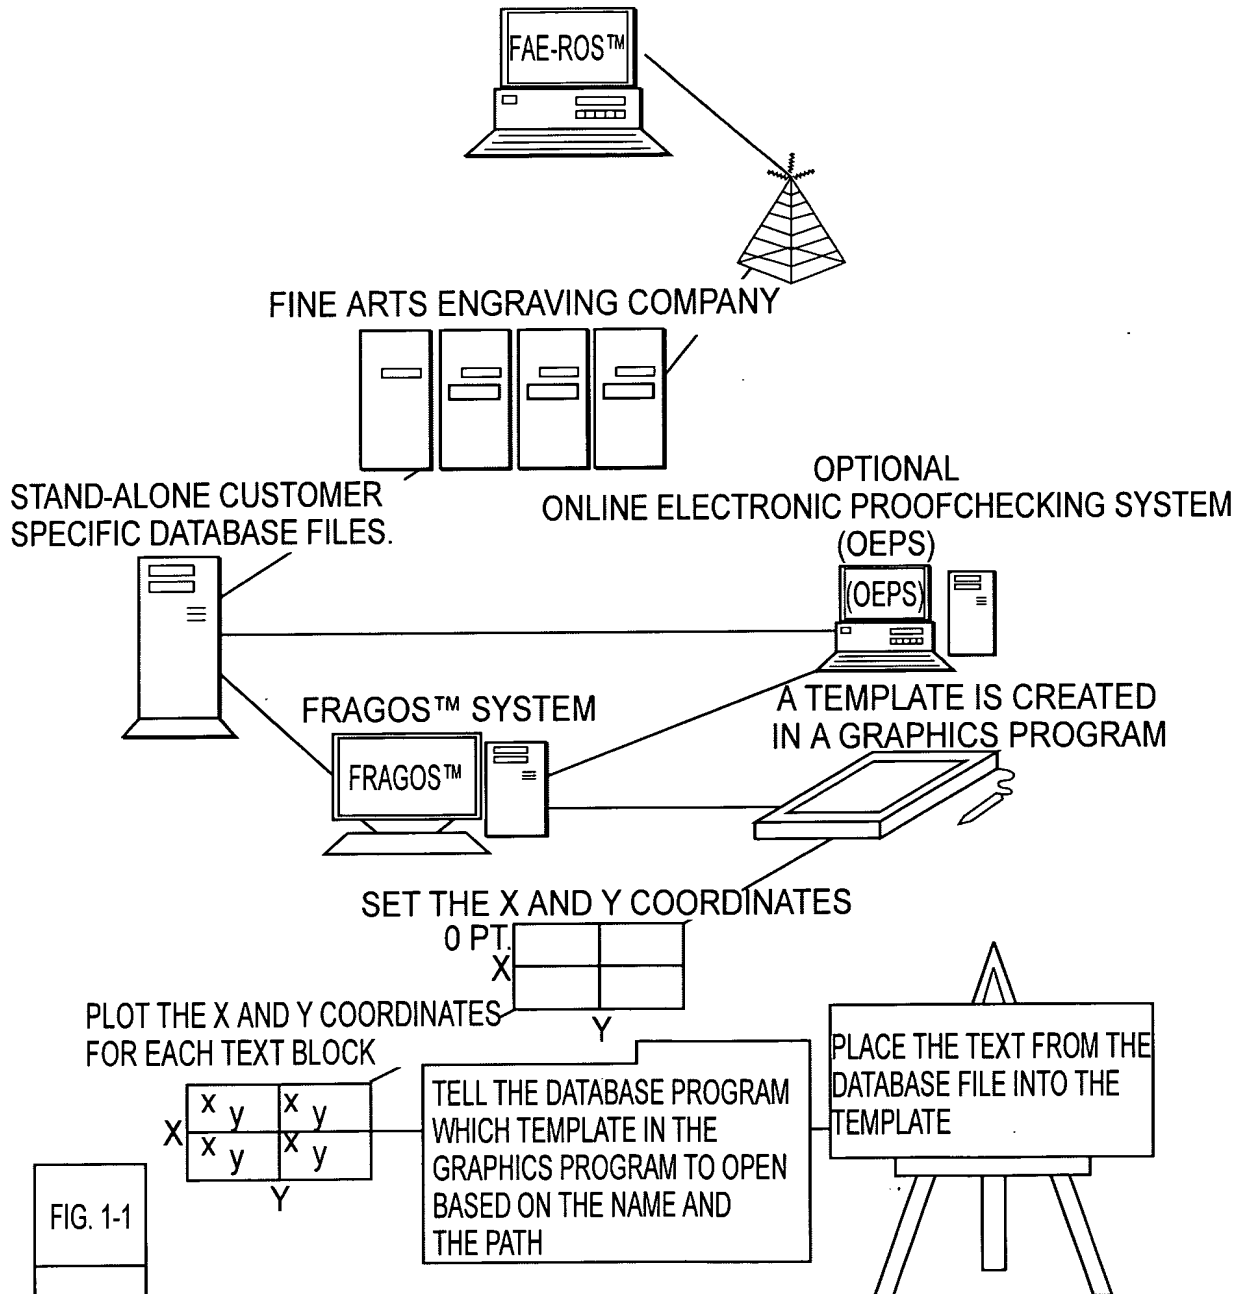 FAE-ROS™
FINE ARTS ENGRAVING COMPANY
STAND-ALONE CUSTOMER
SPECIFIC DATABASE FILES.
OPTIONAL
ONLINE ELECTRONIC PROOFCHECKING SYSTEM
(OEPS)
(OEPS)
FRAGOS™ SYSTEM
FRAGOS™
A TEMPLATE IS CREATED
IN A GRAPHICS PROGRAM
SET THE X AND Y COORDINATES
0 PT.
X
Y
PLOT THE X AND Y COORDINATES
FOR EACH TEXT BLOCK
X
x y x y
x y x y
Y
TELL THE DATABASE PROGRAM
WHICH TEMPLATE IN THE
GRAPHICS PROGRAM TO OPEN
BASED ON THE NAME AND
THE PATH
PLACE THE TEXT FROM THE
DATABASE FILE INTO THE
TEMPLATE
FIG. 1-1